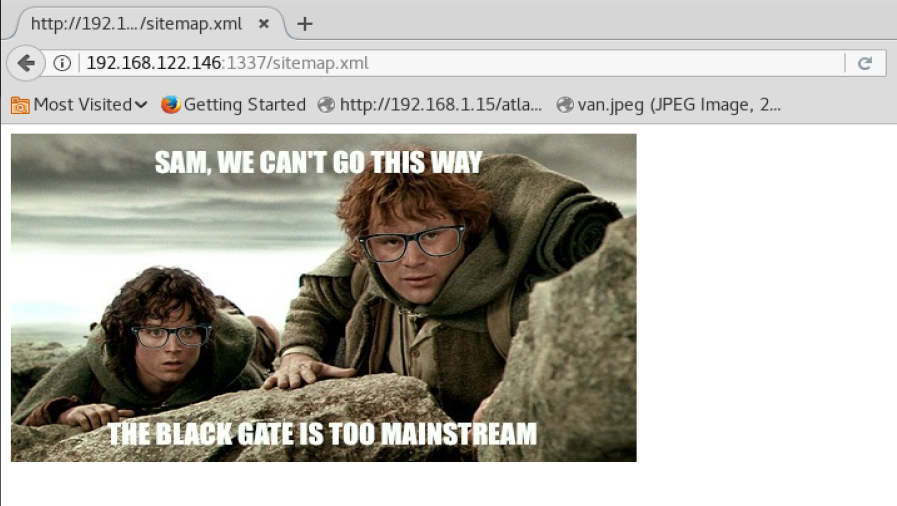 http://192.1.../sitemap.xml
192.168.122.146:1337/sitemap.xml
Most Visited Getting Started http://192.168.1.15/atla... van.jpeg (JPEG Image, 2...
SAM, WE CAN'T GO THIS WAY
THE BLACK GATE IS TOO MAINSTREAM